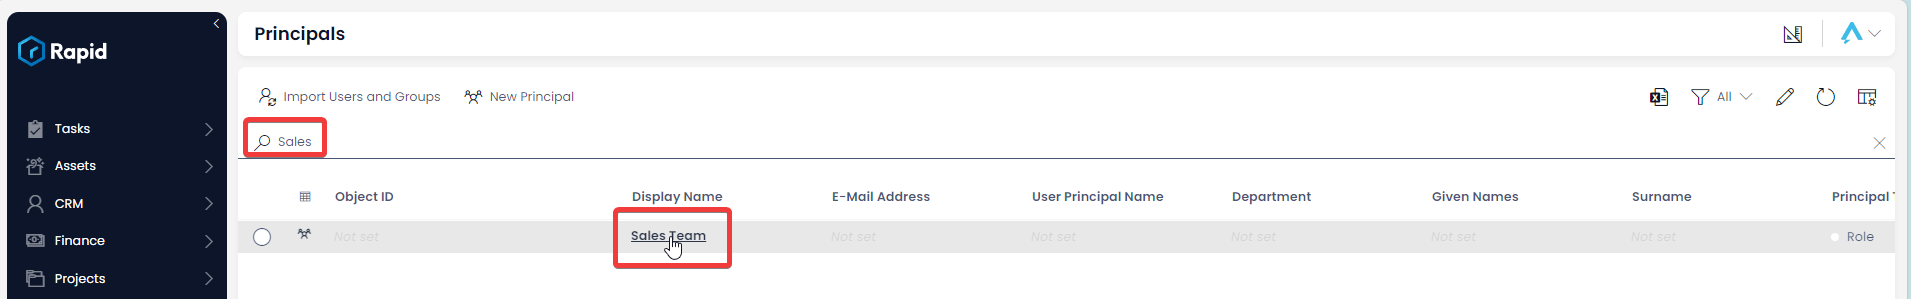 Rapid
Tasks
Assets
CRM
Finance
Projects
Principals
Import Users and Groups New Principal All
Sales
Object ID Display Name E-Mail Address User Principal Name Department Given Names Surname Principal
Not set Sales Team Not set Not set Not set Not set Not set Role